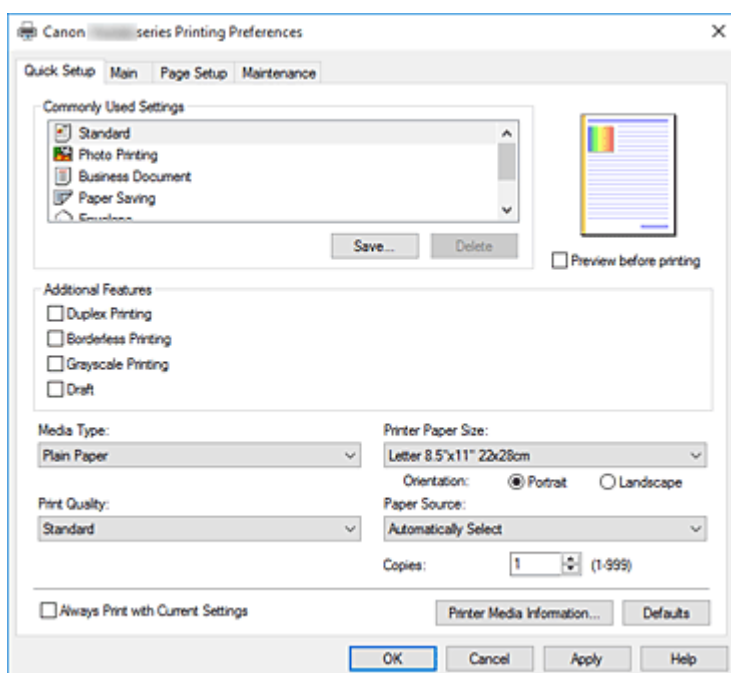 Canon series Printing Preferences
Quick Setup Main Page Setup Maintenance
Commonly Used Settings
Standard
Photo Printing
Business Document
Paper Saving
Envelope
Save... Delete
Preview before printing
Additional Features
Duplex Printing
Borderless Printing
Grayscale Printing
Draft
Media Type: Printer Paper Size:
Plain Paper Letter 8.5"x11" 22x28cm
Orientation: Portrait Landscape
Print Quality: Paper Source:
Standard Automatically Select
Copies: 1 (1-999)
Always Print with Current Settings Printer Media Information... Defaults
OK Cancel Apply Help